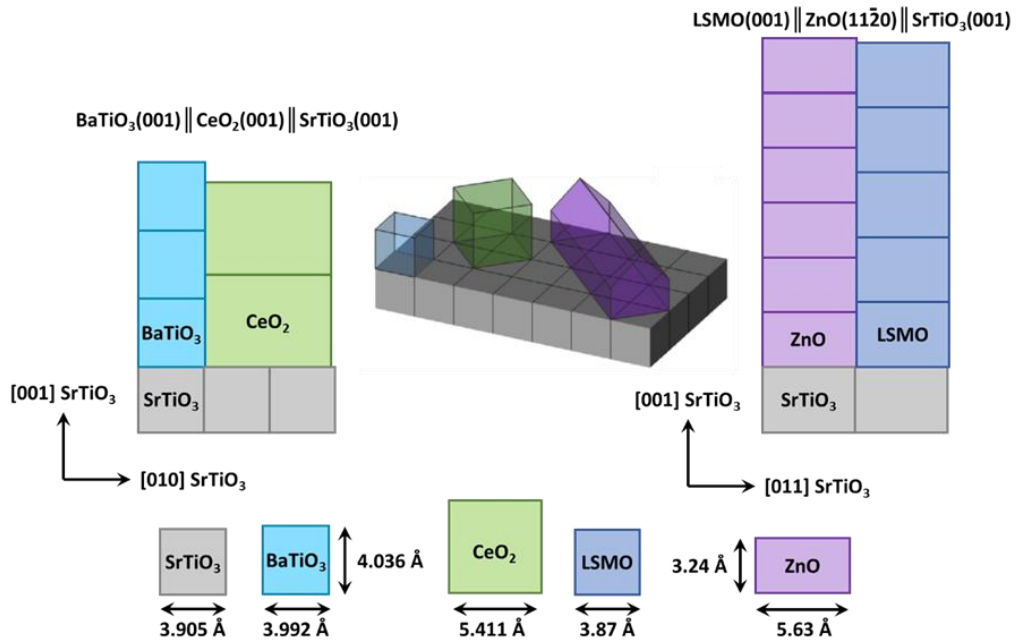 LSMO(001)‖ZnO(112̄0)‖SrTiO₃(001)
BaTiO₃(001)‖CeO₂(001)‖SrTiO₃(001)
BaTiO₃
CeO₂
ZnO
LSMO
[001] SrTiO₃
SrTiO₃
[001] SrTiO₃
SrTiO₃
[010] SrTiO₃
[011] SrTiO₃
SrTiO₃
BaTiO₃
4.036 Å
CeO₂
LSMO
3.24 Å
ZnO
3.905 Å
3.992 Å
5.411 Å
3.87 Å
5.63 Å